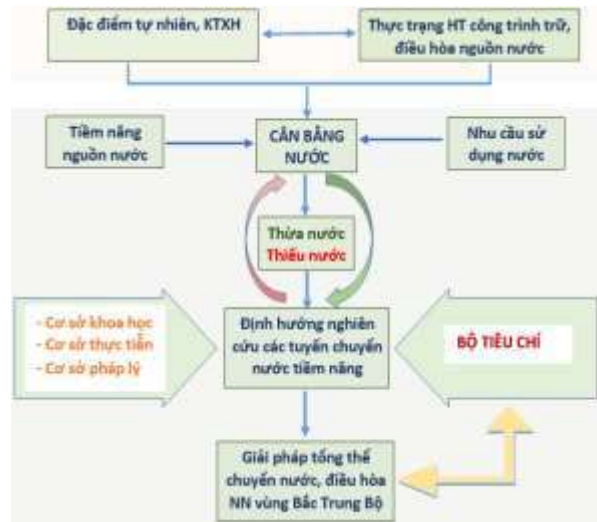 Đặc điểm tự nhiên, KTXH
Thực trạng HT công trình trữ,
điều hòa nguồn nước
Tiềm năng
nguồn nước
CÂN BẰNG
NƯỚC
Nhu cầu sử
dụng nước
Thừa nước
Thiếu nước
- Cơ sở khoa học
- Cơ sở thực tiễn
- Cơ sở pháp lý
Định hướng nghiên
cứu các tuyến chuyển
nước tiềm năng
BỘ TIÊU CHÍ
Giải pháp tổng thể
chuyển nước, điều hòa
NN vùng Bắc Trung Bộ